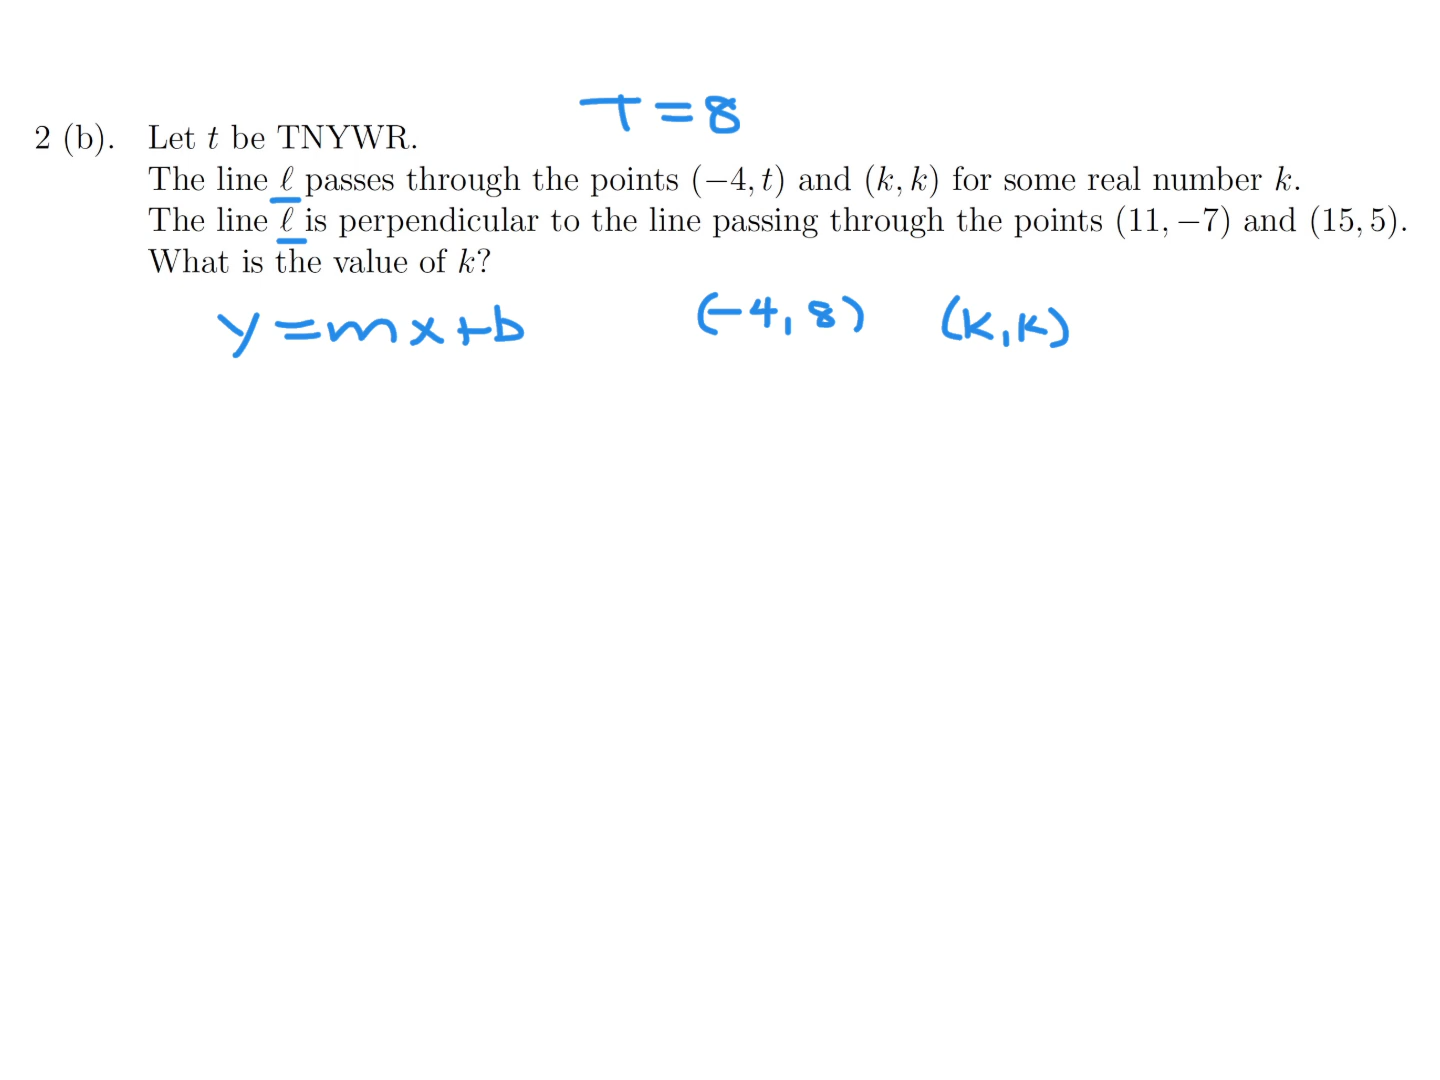 T=8
2 (b). Let t be TNYWR.
The line ℓ passes through the points (−4, t) and (k, k) for some real number k.
The line ℓ is perpendicular to the line passing through the points (11, −7) and (15, 5).
What is the value of k?
y=mx+b (-4, 8) (k, k)